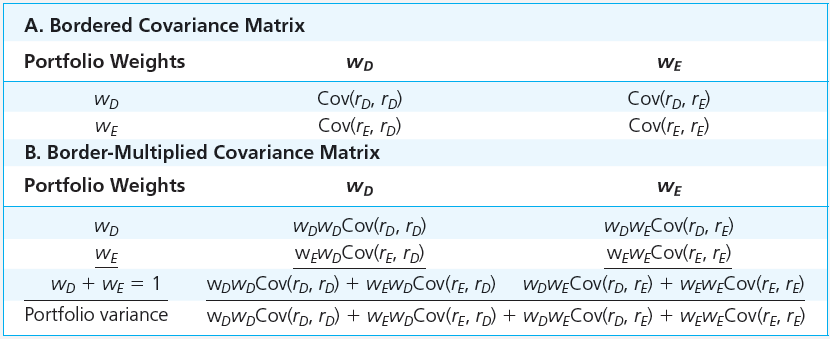 A. Bordered Covariance Matrix
Portfolio Weights w_D w_E
w_D Cov(r_D, r_D) Cov(r_D, r_E)
w_E Cov(r_E, r_D) Cov(r_E, r_E)
B. Border-Multiplied Covariance Matrix
Portfolio Weights w_D w_E
w_D w_Dw_DCov(r_D, r_D) w_Dw_ECov(r_D, r_E)
w_E w_Ew_DCov(r_E, r_D) w_Ew_ECov(r_E, r_E)
w_D + w_E = 1 w_Dw_DCov(r_D, r_D) + w_Ew_DCov(r_E, r_D) w_Dw_ECov(r_D, r_E) + w_Ew_ECov(r_E, r_E)
Portfolio variance w_Dw_DCov(r_D, r_D) + w_Ew_DCov(r_E, r_D) + w_Dw_ECov(r_D, r_E) + w_Ew_ECov(r_E, r_E)